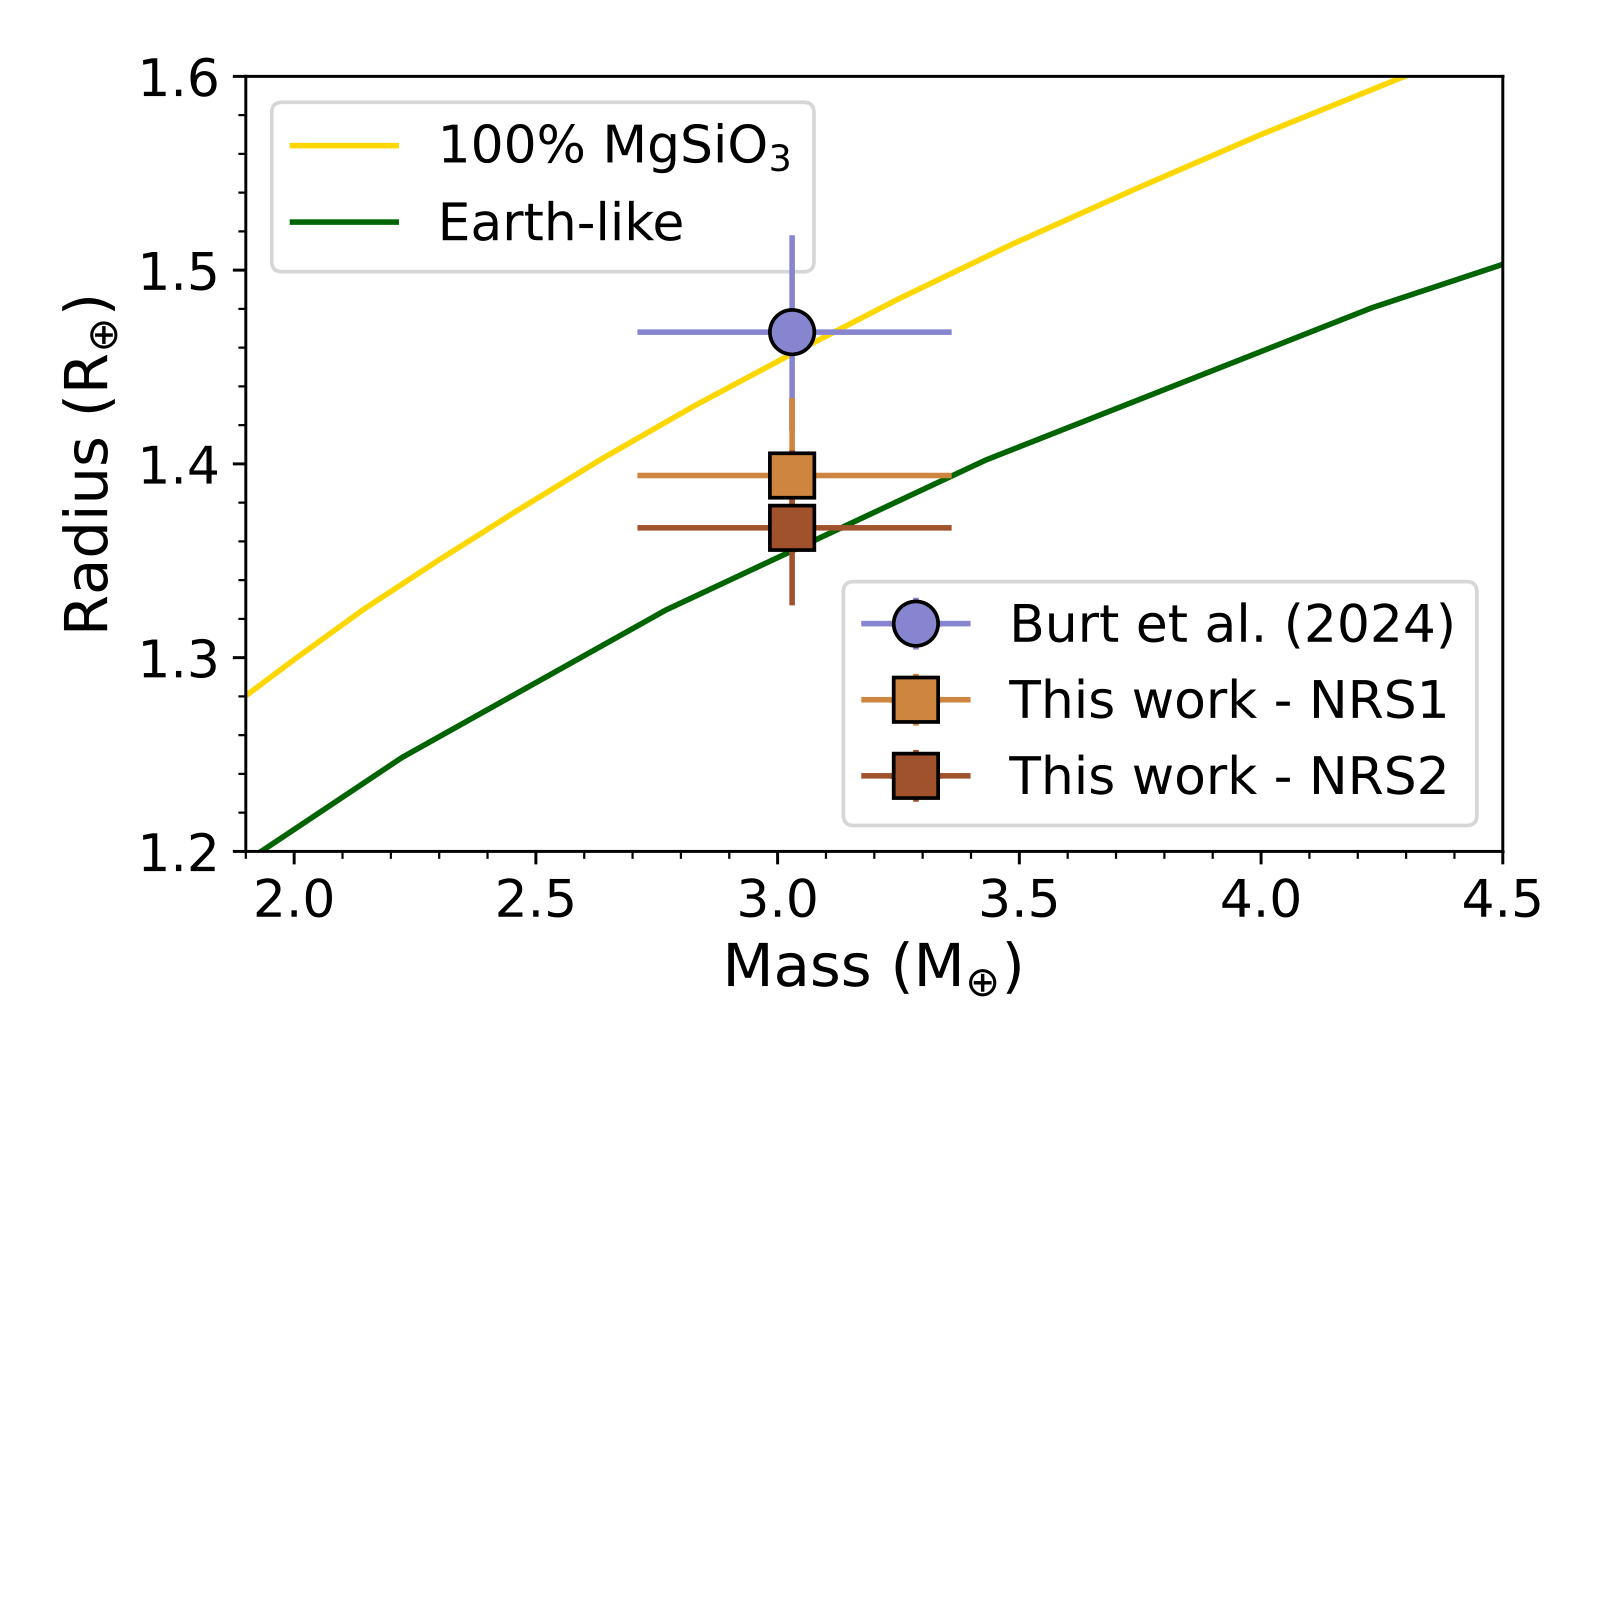 1.6
1.5
1.4
1.3
1.2
Radius (R⊕)
100% MgSiO₃
Earth-like
Burt et al. (2024)
This work - NRS1
This work - NRS2
2.0 2.5 3.0 3.5 4.0 4.5
Mass (M⊕)